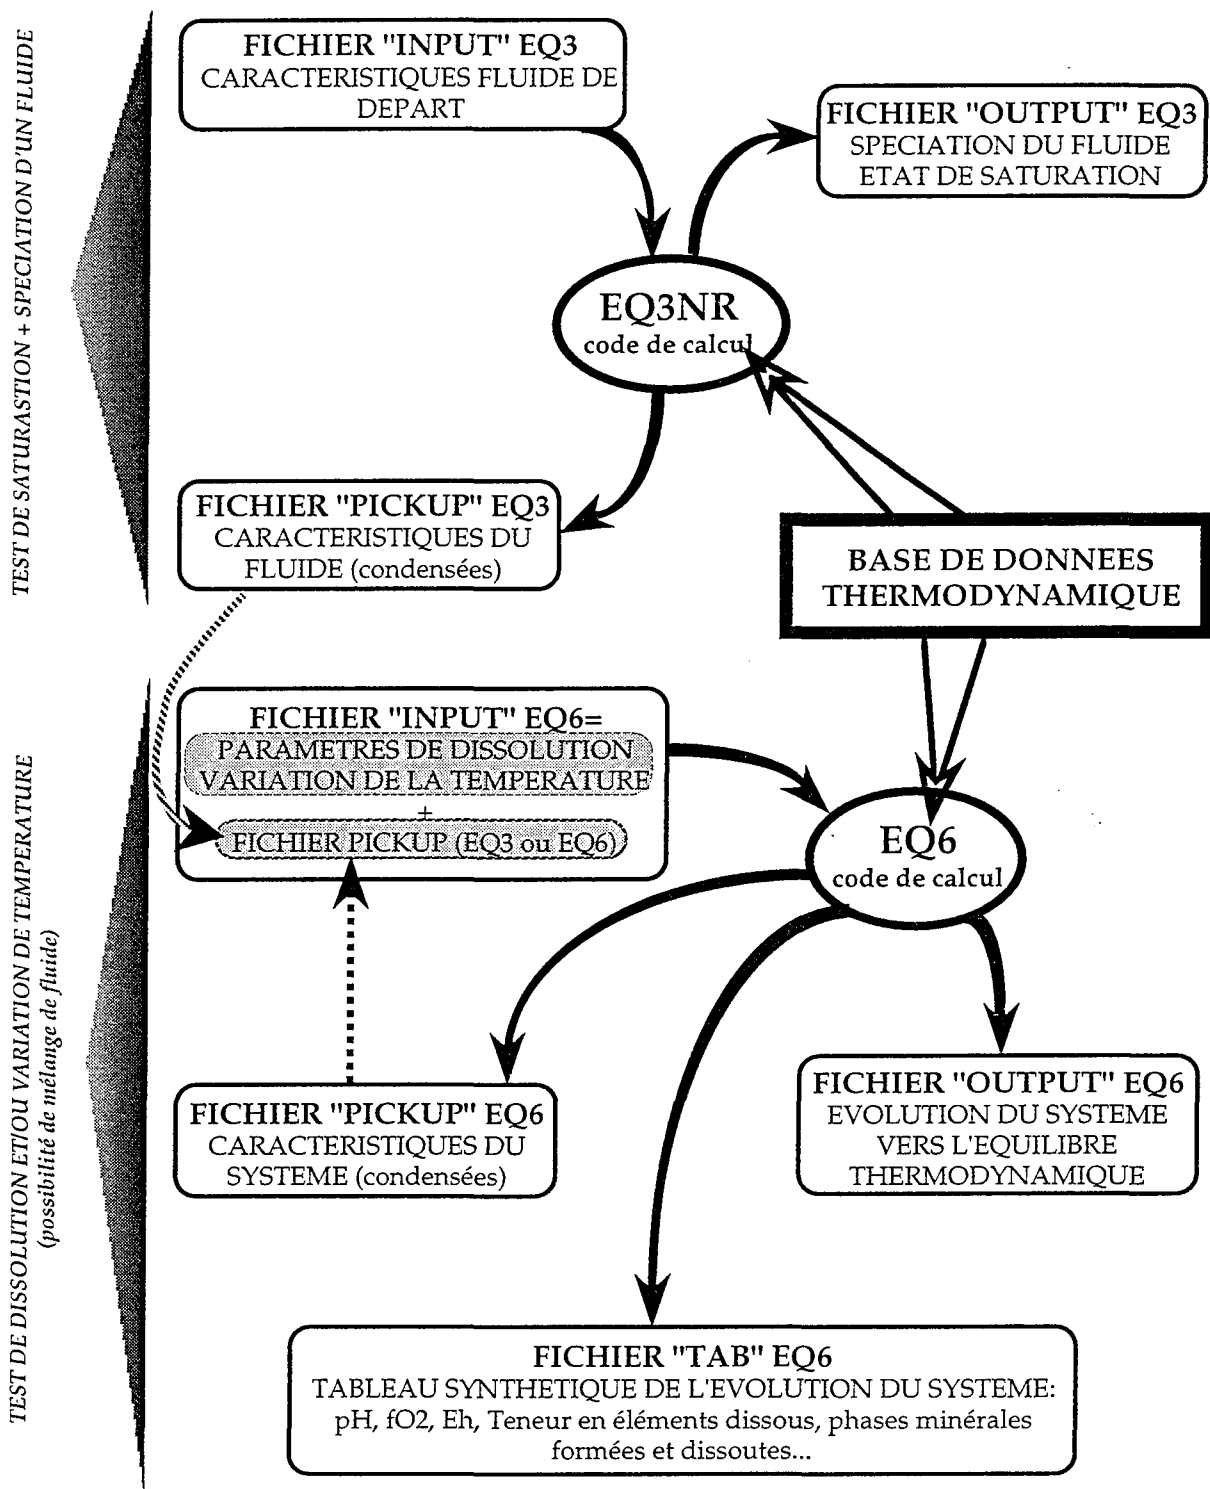 TEST DE SATURASTION + SPECIATION D'UN FLUIDE
FICHIER "INPUT" EQ3
CARACTERISTIQUES FLUIDE DE
DEPART
FICHIER "OUTPUT" EQ3
SPECIATION DU FLUIDE
ETAT DE SATURATION
EQ3NR
code de calcul
FICHIER "PICKUP" EQ3
CARACTERISTIQUES DU
FLUIDE (condensées)
BASE DE DONNEES
THERMODYNAMIQUE
TEST DE DISSOLUTION ET/OU VARIATION DE TEMPERATURE
(possibilité de mélange de fluide)
FICHIER "INPUT" EQ6=
PARAMETRES DE DISSOLUTION
VARIATION DE LA TEMPERATURE
+
FICHIER PICKUP (EQ3 ou EQ6)
EQ6
code de calcul
FICHIER "PICKUP" EQ6
CARACTERISTIQUES DU
SYSTEME (condensées)
FICHIER "OUTPUT" EQ6
EVOLUTION DU SYSTEME
VERS L'EQUILIBRE
THERMODYNAMIQUE
FICHIER "TAB" EQ6
TABLEAU SYNTHETIQUE DE L'EVOLUTION DU SYSTEME:
pH, fO2, Eh, Teneur en éléments dissous, phases minérales
formées et dissoutes...